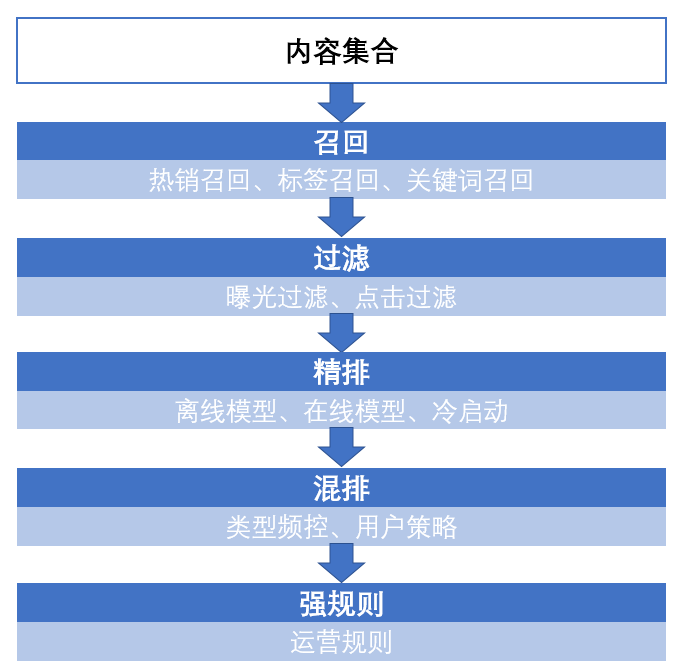 内容集合
召回
热销召回、标签召回、关键词召回
过滤
曝光过滤、点击过滤
精排
离线模型、在线模型、冷启动
混排
类型频控、用户策略
强规则
运营规则